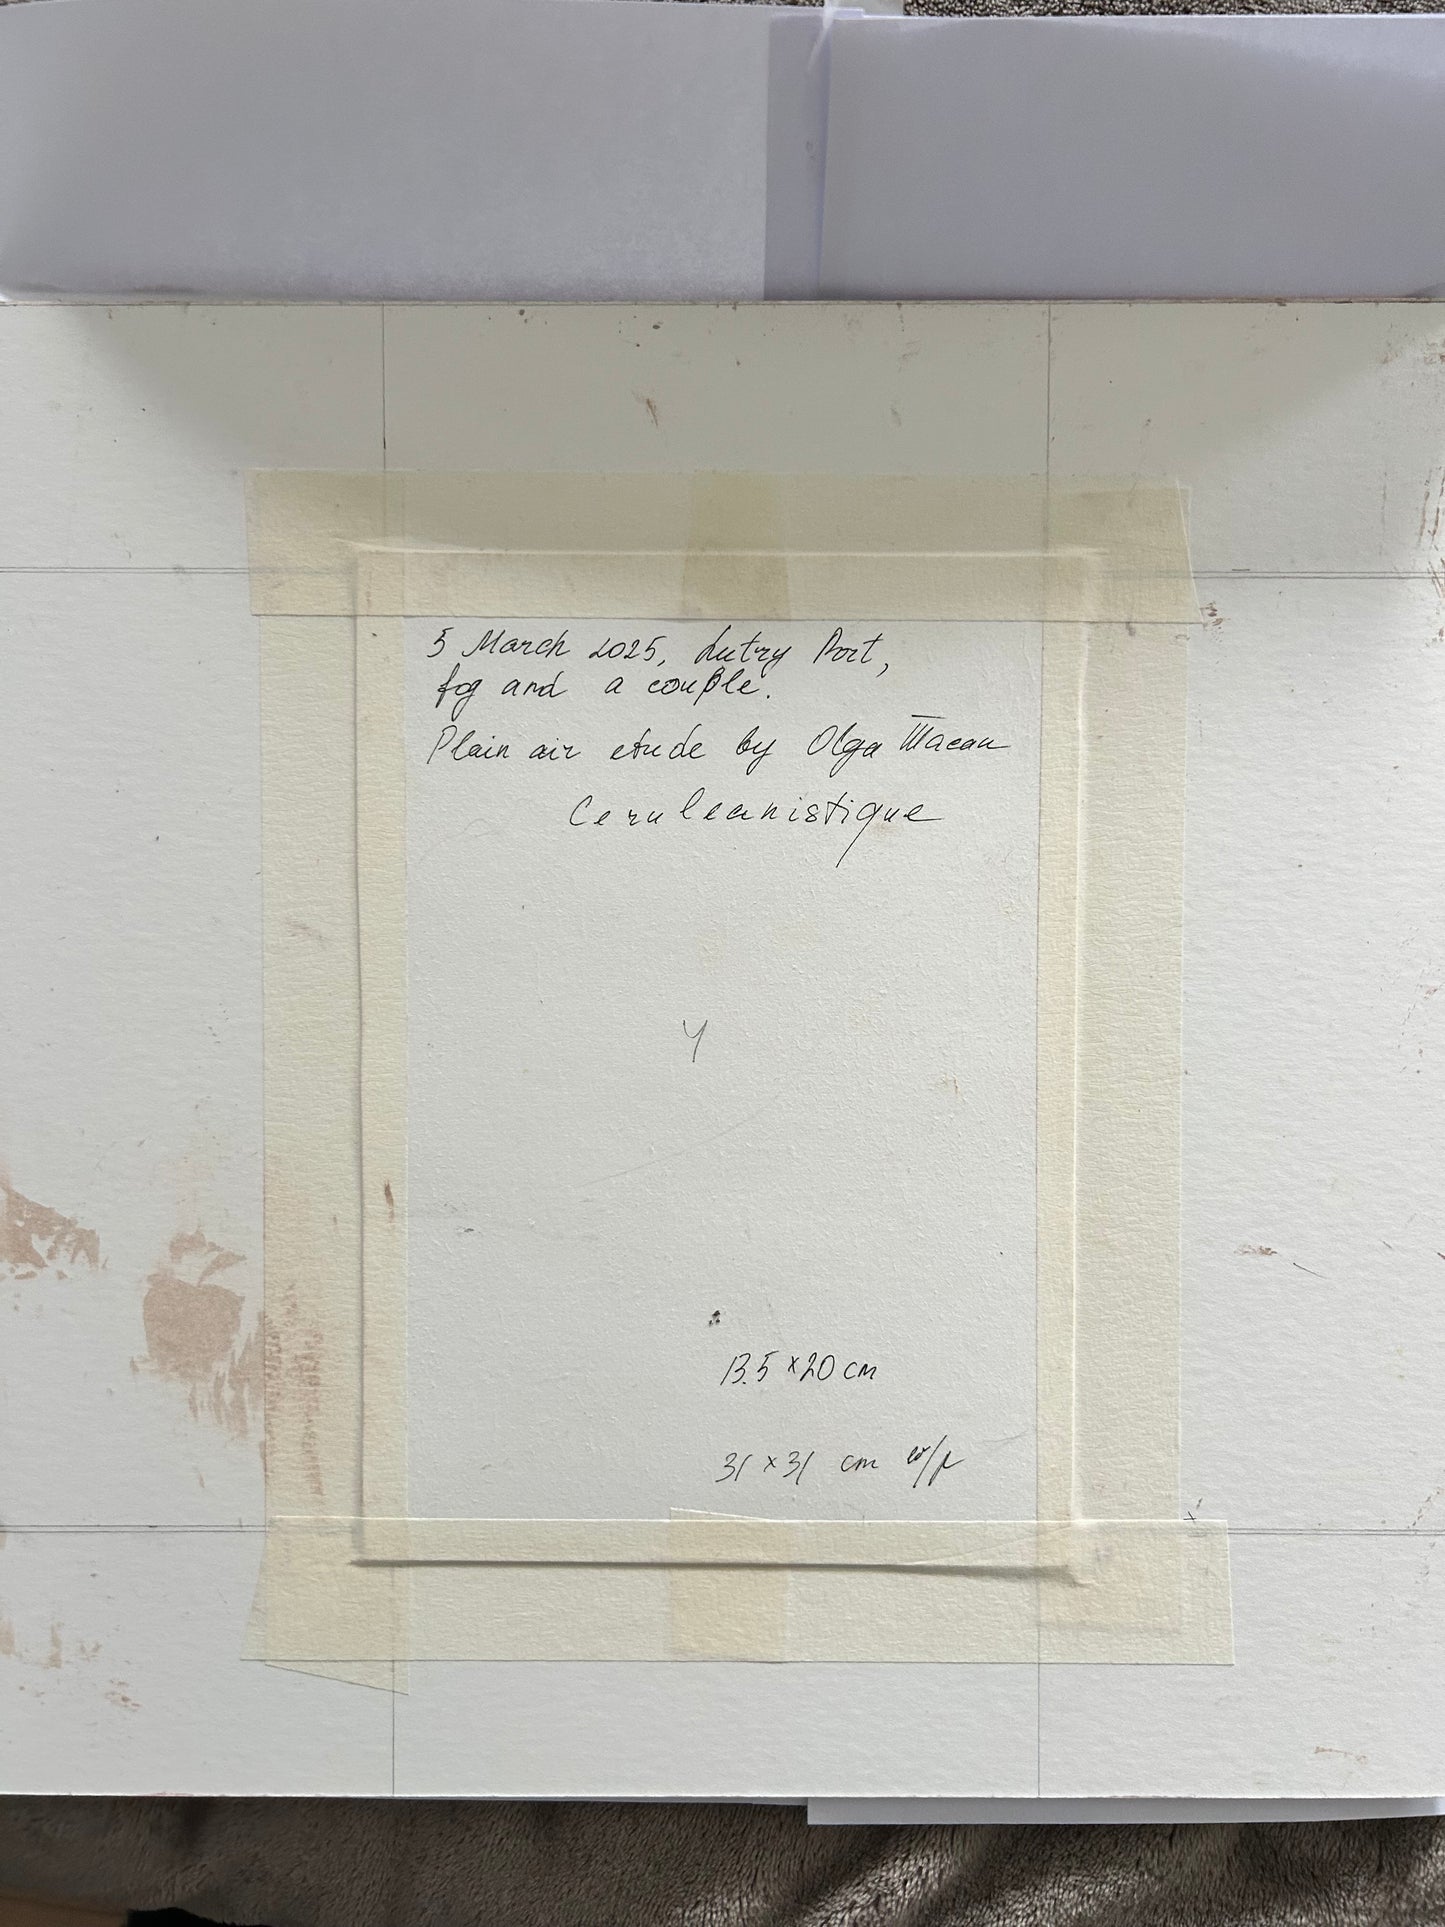 5 March 2025, Lutry Port,
fog and a couple.
Plain air etude by Olga
Ceruleanistique
13.5 x 20 cm
31 x 31 cm